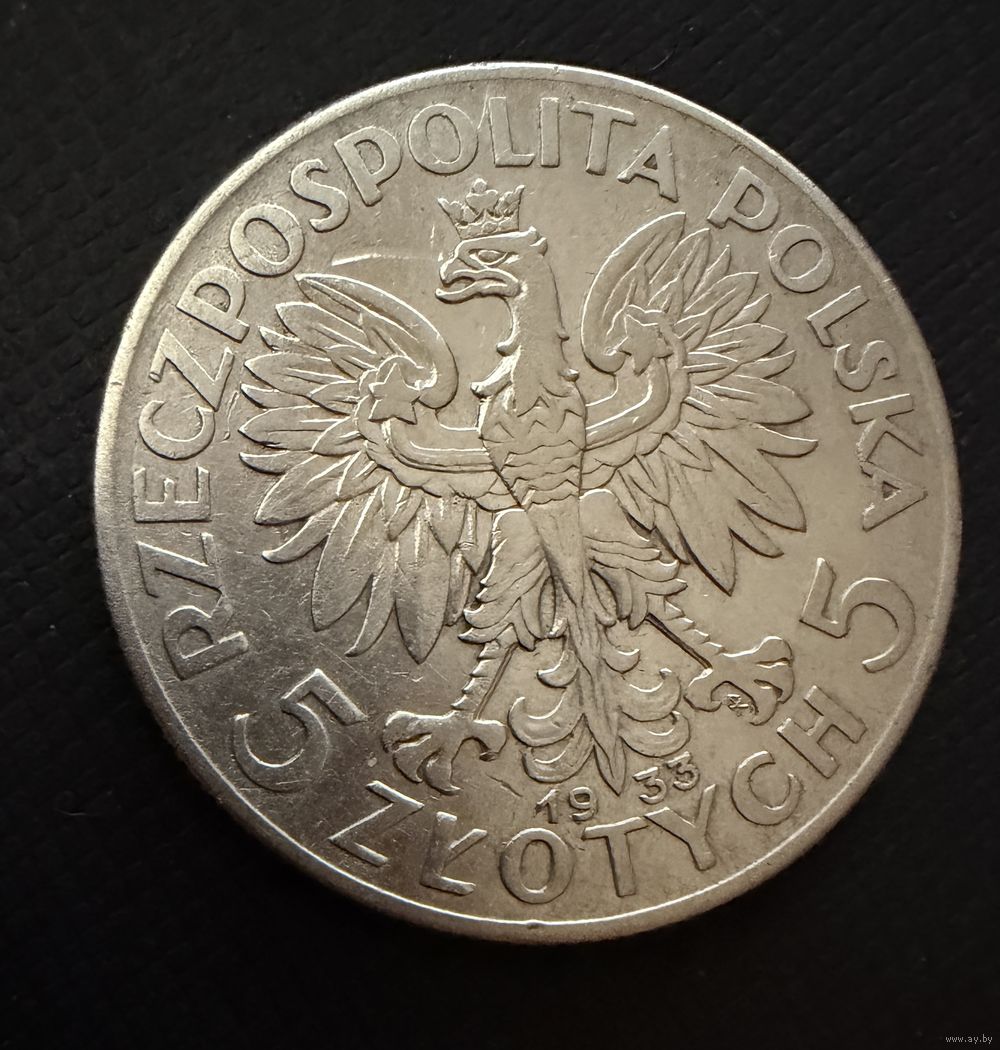 RZECZPOSPOLITA POLSKA
19 33
5 ZŁOTYCH 5
www.ay.by